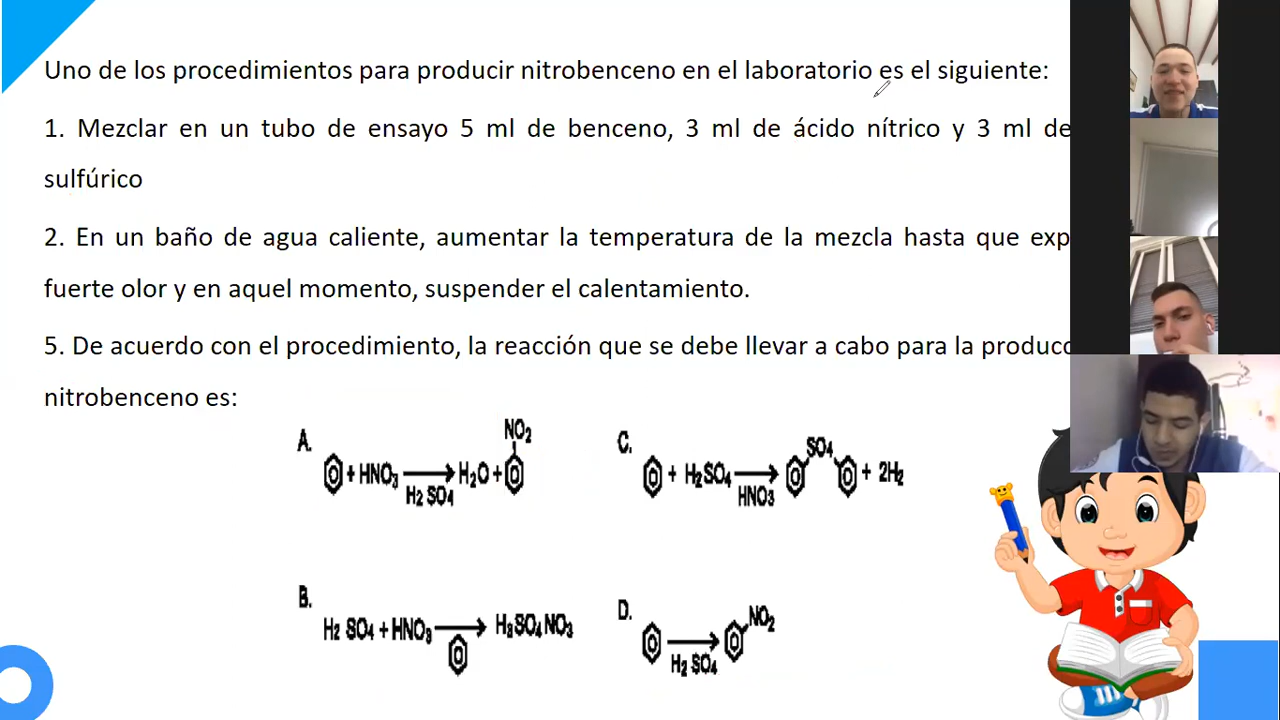 Uno de los procedimientos para producir nitrobenceno en el laboratorio es el siguiente:
1. Mezclar en un tubo de ensayo 5 ml de benceno, 3 ml de ácido nítrico y 3 ml de
sulfúrico
2. En un baño de agua caliente, aumentar la temperatura de la mezcla hasta que exp
fuerte olor y en aquel momento, suspender el calentamiento.
5. De acuerdo con el procedimiento, la reacción que se debe llevar a cabo para la produc
nitrobenceno es:
A. + HNO3 H2 SO4 H2O + NO2
C. + H2SO4 HNO3 SO4 + 2H2
B. H2 SO4 + HNO3 H3SO4NO3
D. H2 SO4 NO2